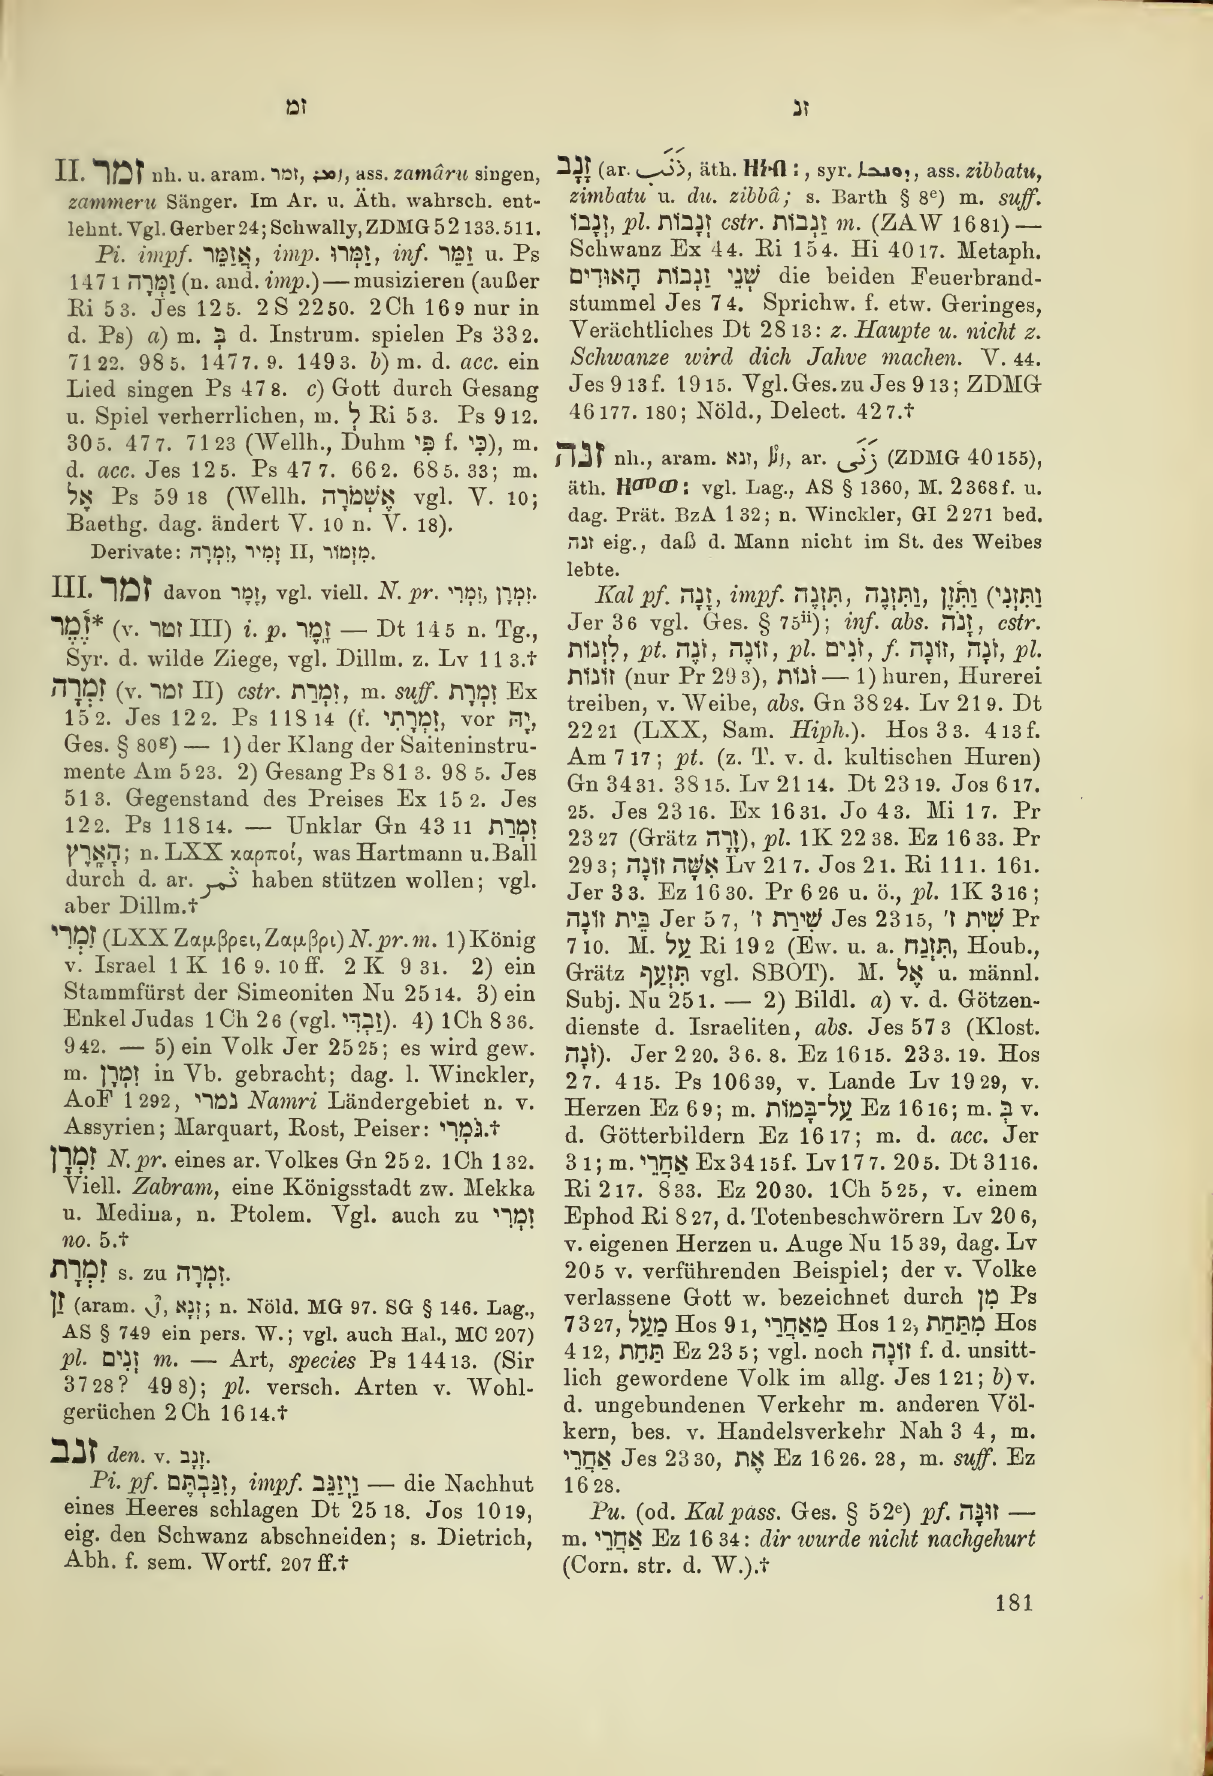 זמ
II. זמר nh. u. aram. זמר, ass. zamâru singen,
zammeru Sänger. Im Ar. u. Äth. wahrsch. ent-
lehnt. Vgl. Gerber 24; Schwally, ZDMG 52 133. 511.
Pi. impf. אֲזַמֵּר, imp. זַמְּרוּ, inf. זַמֵּר u. Ps
147 1 זַמְּרָה (n. and. imp.) — musizieren (außer
Ri 5 3. Jes 12 5. 2 S 22 50. 2 Ch 16 9 nur in
d. Ps) a) m. בְּ d. Instrum. spielen Ps 33 2.
71 22. 98 5. 147 7. 9. 149 3. b) m. d. acc. ein
Lied singen Ps 47 8. c) Gott durch Gesang
u. Spiel verherrlichen, m. לְ Ri 5 3. Ps 9 12.
30 5. 47 7. 71 23 (Wellh., Duhm פִּי f. כִּי), m.
d. acc. Jes 12 5. Ps 47 7. 66 2. 68 5. 33; m.
אֶל Ps 59 18 (Wellh. אֶשְׁמֹרָה vgl. V. 10;
Baethg. dag. ändert V. 10 n. V. 18).
Derivate: זִמְרָה, זָמִיר II, מִזְמוֹר.
III. זמר davon זֶמֶר, vgl. viell. N. pr. זִמְרִי, זִמְרָן.
*זֶמֶר (v. זמר III) i. p. זָמֶר — Dt 14 5 n. Tg.,
Syr. d. wilde Ziege, vgl. Dillm. z. Lv 11 3.†
זִמְרָה (v. זמר II) cstr. זִמְרַת, m. suff. זִמְרָת Ex
15 2. Jes 12 2. Ps 118 14 (f. זִמְרָתִי, vor יָהּ,
Ges. § 80g) — 1) der Klang der Saiteninstru-
mente Am 5 23. 2) Gesang Ps 81 3. 98 5. Jes
51 3. Gegenstand des Preises Ex 15 2. Jes
12 2. Ps 118 14. — Unklar Gn 43 11 זִמְרַת
הָאָרֶץ; n. LXX καρποί, was Hartmann u. Ball
durch d. ar. ثمر haben stützen wollen; vgl.
aber Dillm.†
זִמְרִי (LXX Ζαμβρει, Ζαμβρι) N. pr. m. 1) König
v. Israel 1 K 16 9. 10 ff. 2 K 9 31. 2) ein
Stammfürst der Simeoniten Nu 25 14. 3) ein
Enkel Judas 1 Ch 2 6 (vgl. זַבְדִּי). 4) 1 Ch 8 36.
9 42. — 5) ein Volk Jer 25 25; es wird gew.
m. זִמְרָן in Vb. gebracht; dag. l. Winckler,
AoF 1 292, נמרי Namri Ländergebiet n. v.
Assyrien; Marquart, Rost, Peiser: גִּמְרִי.†
זִמְרָן N. pr. eines ar. Volkes Gn 25 2. 1 Ch 1 32.
Viell. Zabram, eine Königsstadt zw. Mekka
u. Medina, n. Ptolem. Vgl. auch zu זִמְרִי
no. 5.†
זִמְרָת s. zu זִמְרָה.
זַן (aram. זְנָא; n. Nöld. MG 97. SG § 146. Lag.,
AS § 749 ein pers. W.; vgl. auch Hal., MC 207)
pl. זְנִים m. — Art, species Ps 144 13. (Sir
37 28? 49 8); pl. versch. Arten v. Wohl-
gerüchen 2 Ch 16 14.†
זנב den. v. זָנָב.
Pi. pf. זִנַּבְתֶּם, impf. וַיְזַנֵּב — die Nachhut
eines Heeres schlagen Dt 25 18. Jos 10 19,
eig. den Schwanz abschneiden; s. Dietrich,
Abh. f. sem. Wortf. 207 ff.†
זנ
זָנָב (ar. ذَنَب, äth. ዘነብ፡, syr. ass. zibbatu,
zimbatu u. du. zibbâ; s. Barth § 8e) m. suff.
זְנָבוֹ, pl. זְנָבוֹת cstr. זַנְבוֹת m. (ZAW 16 81) —
Schwanz Ex 4 4. Ri 15 4. Hi 40 17. Metaph.
שְׁנֵי זַנְבוֹת הָאוּדִים die beiden Feuerbrand-
stummel Jes 7 4. Sprichw. f. etw. Geringes,
Verächtliches Dt 28 13: z. Haupte u. nicht z.
Schwanze wird dich Jahve machen. V. 44.
Jes 9 13 f. 19 15. Vgl. Ges. zu Jes 9 13; ZDMG
46 177. 180; Nöld., Delect. 42 7.†
זנה nh., aram. זנא, ar. زَنَى (ZDMG 40 155),
äth. ዘመወ፡ vgl. Lag., AS § 1360, M. 2 368 f. u.
dag. Prät. BzA 1 32; n. Winckler, GI 2 271 bed.
זנה eig., daß d. Mann nicht im St. des Weibes
lebte.
Kal pf. זָנָה, impf. תִּזְנֶה, וַתִּזְנֶה, וַתִּזֶן (וַתִּזְנִי
Jer 3 6 vgl. Ges. § 75ii); inf. abs. זָנֹה, cstr.
לִזְנוֹת, pt. זֹנֶה, זוֹנֶה, pl. זֹנִים, f. זוֹנָה, זֹנָה, pl.
זוֹנוֹת (nur Pr 29 3), זֹנוֹת — 1) huren, Hurerei
treiben, v. Weibe, abs. Gn 38 24. Lv 21 9. Dt
22 21 (LXX, Sam. Hiph.). Hos 3 3. 4 13 f.
Am 7 17; pt. (z. T. v. d. kultischen Huren)
Gn 34 31. 38 15. Lv 21 14. Dt 23 19. Jos 6 17.
25. Jes 23 16. Ex 16 31. Jo 4 3. Mi 1 7. Pr
23 27 (Grätz זָרָה), pl. 1 K 22 38. Ez 16 33. Pr
29 3; אִשָּׁה זוֹנָה Lv 21 7. Jos 2 1. Ri 11 1. 16 1.
Jer 3 3. Ez 16 30. Pr 6 26 u. ö., pl. 1 K 3 16;
בֵּית זוֹנָה Jer 5 7, שִׁירַת ז' Jes 23 15, שִׁית ז' Pr
7 10. M. עַל Ri 19 2 (Ew. u. a. תִּזְנַח, Houb.,
Grätz תִּזְעַף vgl. SBOT). M. אֶל u. männl.
Subj. Nu 25 1. — 2) Bildl. a) v. d. Götzen-
dienste d. Israeliten, abs. Jes 57 3 (Klost.
זֹנָה). Jer 2 20. 3 6. 8. Ez 16 15. 23 3. 19. Hos
2 7. 4 15. Ps 106 39, v. Lande Lv 19 29, v.
Herzen Ez 6 9; m. עַל־בָּמוֹת Ez 16 16; m. בְּ v.
d. Götterbildern Ez 16 17; m. d. acc. Jer
3 1; m. אַחֲרֵי Ex 34 15 f. Lv 17 7. 20 5. Dt 31 16.
Ri 2 17. 8 33. Ez 20 30. 1 Ch 5 25, v. einem
Ephod Ri 8 27, d. Totenbeschwörern Lv 20 6,
v. eigenen Herzen u. Auge Nu 15 39, dag. Lv
20 5 v. verführenden Beispiel; der v. Volke
verlassene Gott w. bezeichnet durch מִן Ps
73 27, מֵעַל Hos 9 1, מֵאַחֲרֵי Hos 1 2, מִתַּחַת Hos
4 12, תַּחַת Ez 23 5; vgl. noch זוֹנָה f. d. unsitt-
lich gewordene Volk im allg. Jes 1 21; b) v.
d. ungebundenen Verkehr m. anderen Völ-
kern, bes. v. Handelsverkehr Nah 3 4, m.
אַחֲרֵי Jes 23 30, אֶת Ez 16 26. 28, m. suff. Ez
16 28.
Pu. (od. Kal pass. Ges. § 52e) pf. זוּנָּה —
m. אַחֲרֵי Ez 16 34: dir wurde nicht nachgehurt
(Corn. str. d. W.).†
181